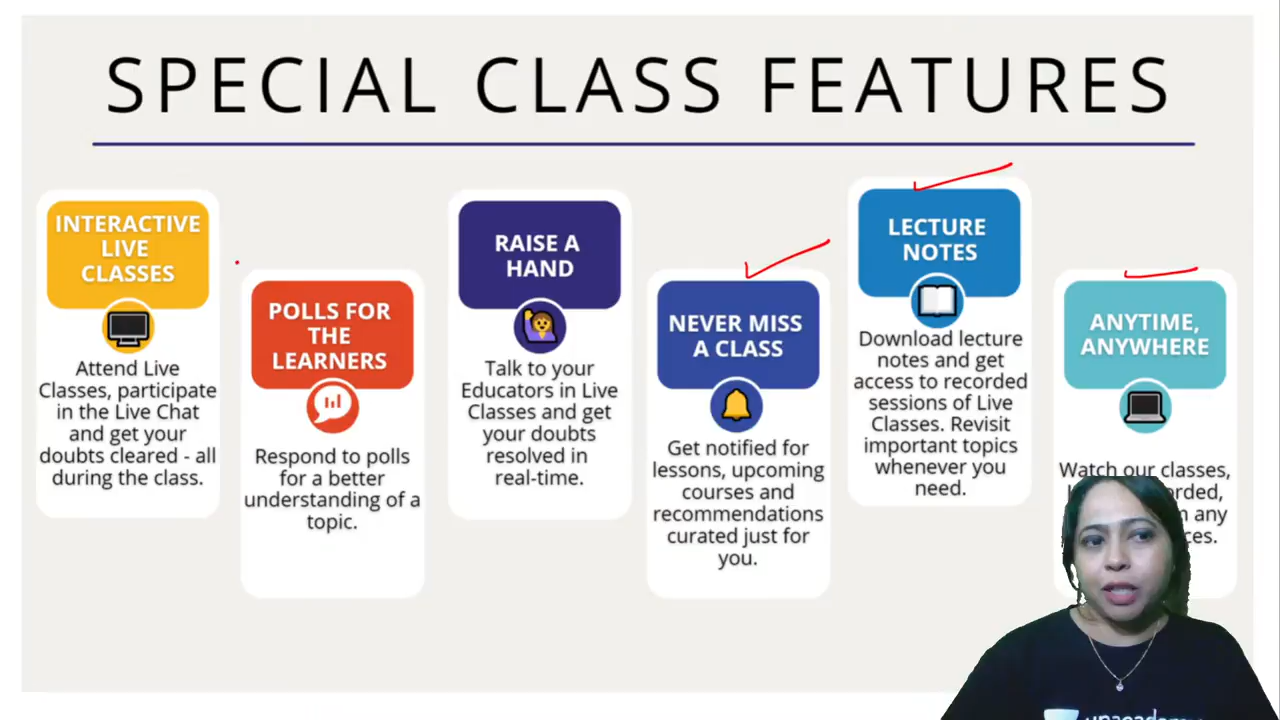 SPECIAL CLASS FEATURES
INTERACTIVE
LIVE
CLASSES
Attend Live
Classes, participate
in the Live Chat
and get your
doubts cleared - all
during the class.
POLLS FOR
THE
LEARNERS
Respond to polls
for a better
understanding of a
topic.
RAISE A
HAND
Talk to your
Educators in Live
Classes and get
your doubts
resolved in
real-time.
NEVER MISS
A CLASS
Get notified for
lessons, upcoming
courses and
recommendations
curated just for
you.
LECTURE
NOTES
Download lecture
notes and get
access to recorded
sessions of Live
Classes. Revisit
important topics
whenever you
need.
ANYTIME,
ANYWHERE
Watch our classes,
any